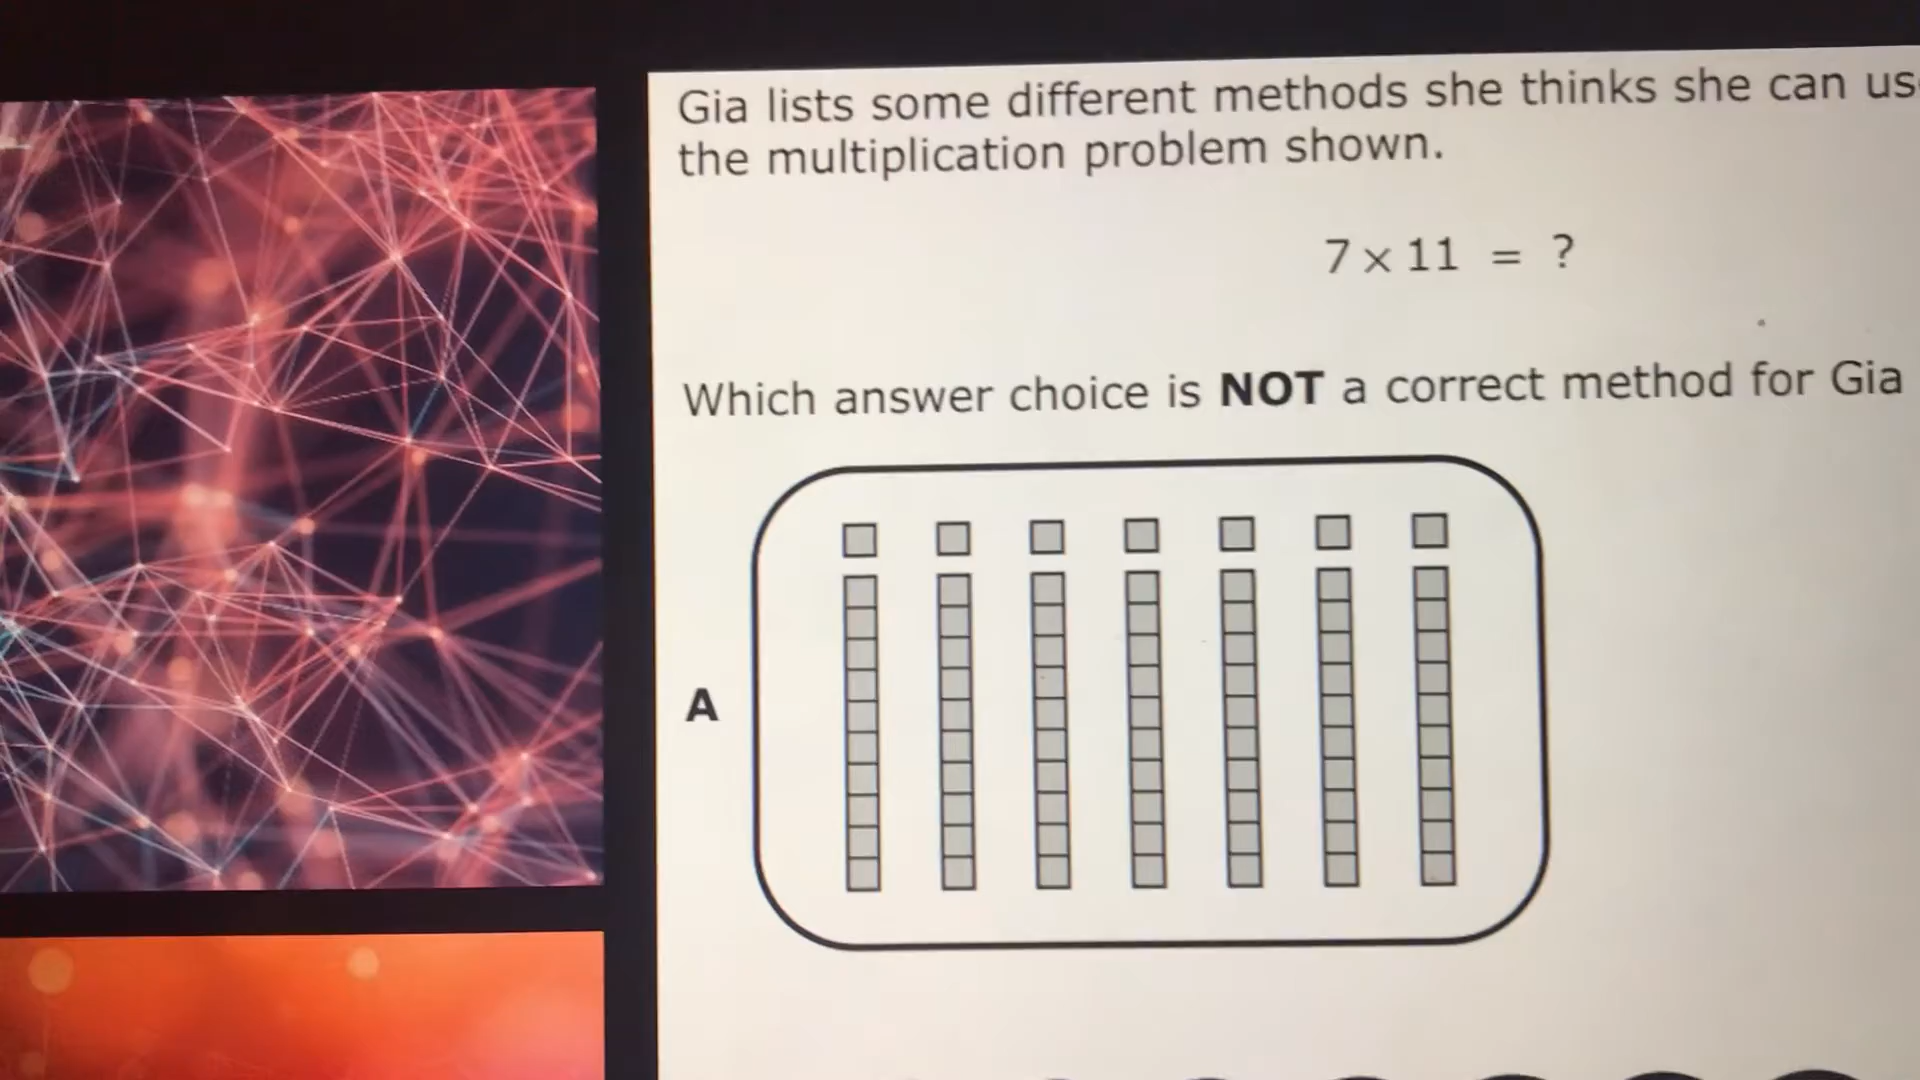 Gia lists some different methods she thinks she can
the multiplication problem shown.
7 × 11 = ?
Which answer choice is NOT a correct method for Gia
A